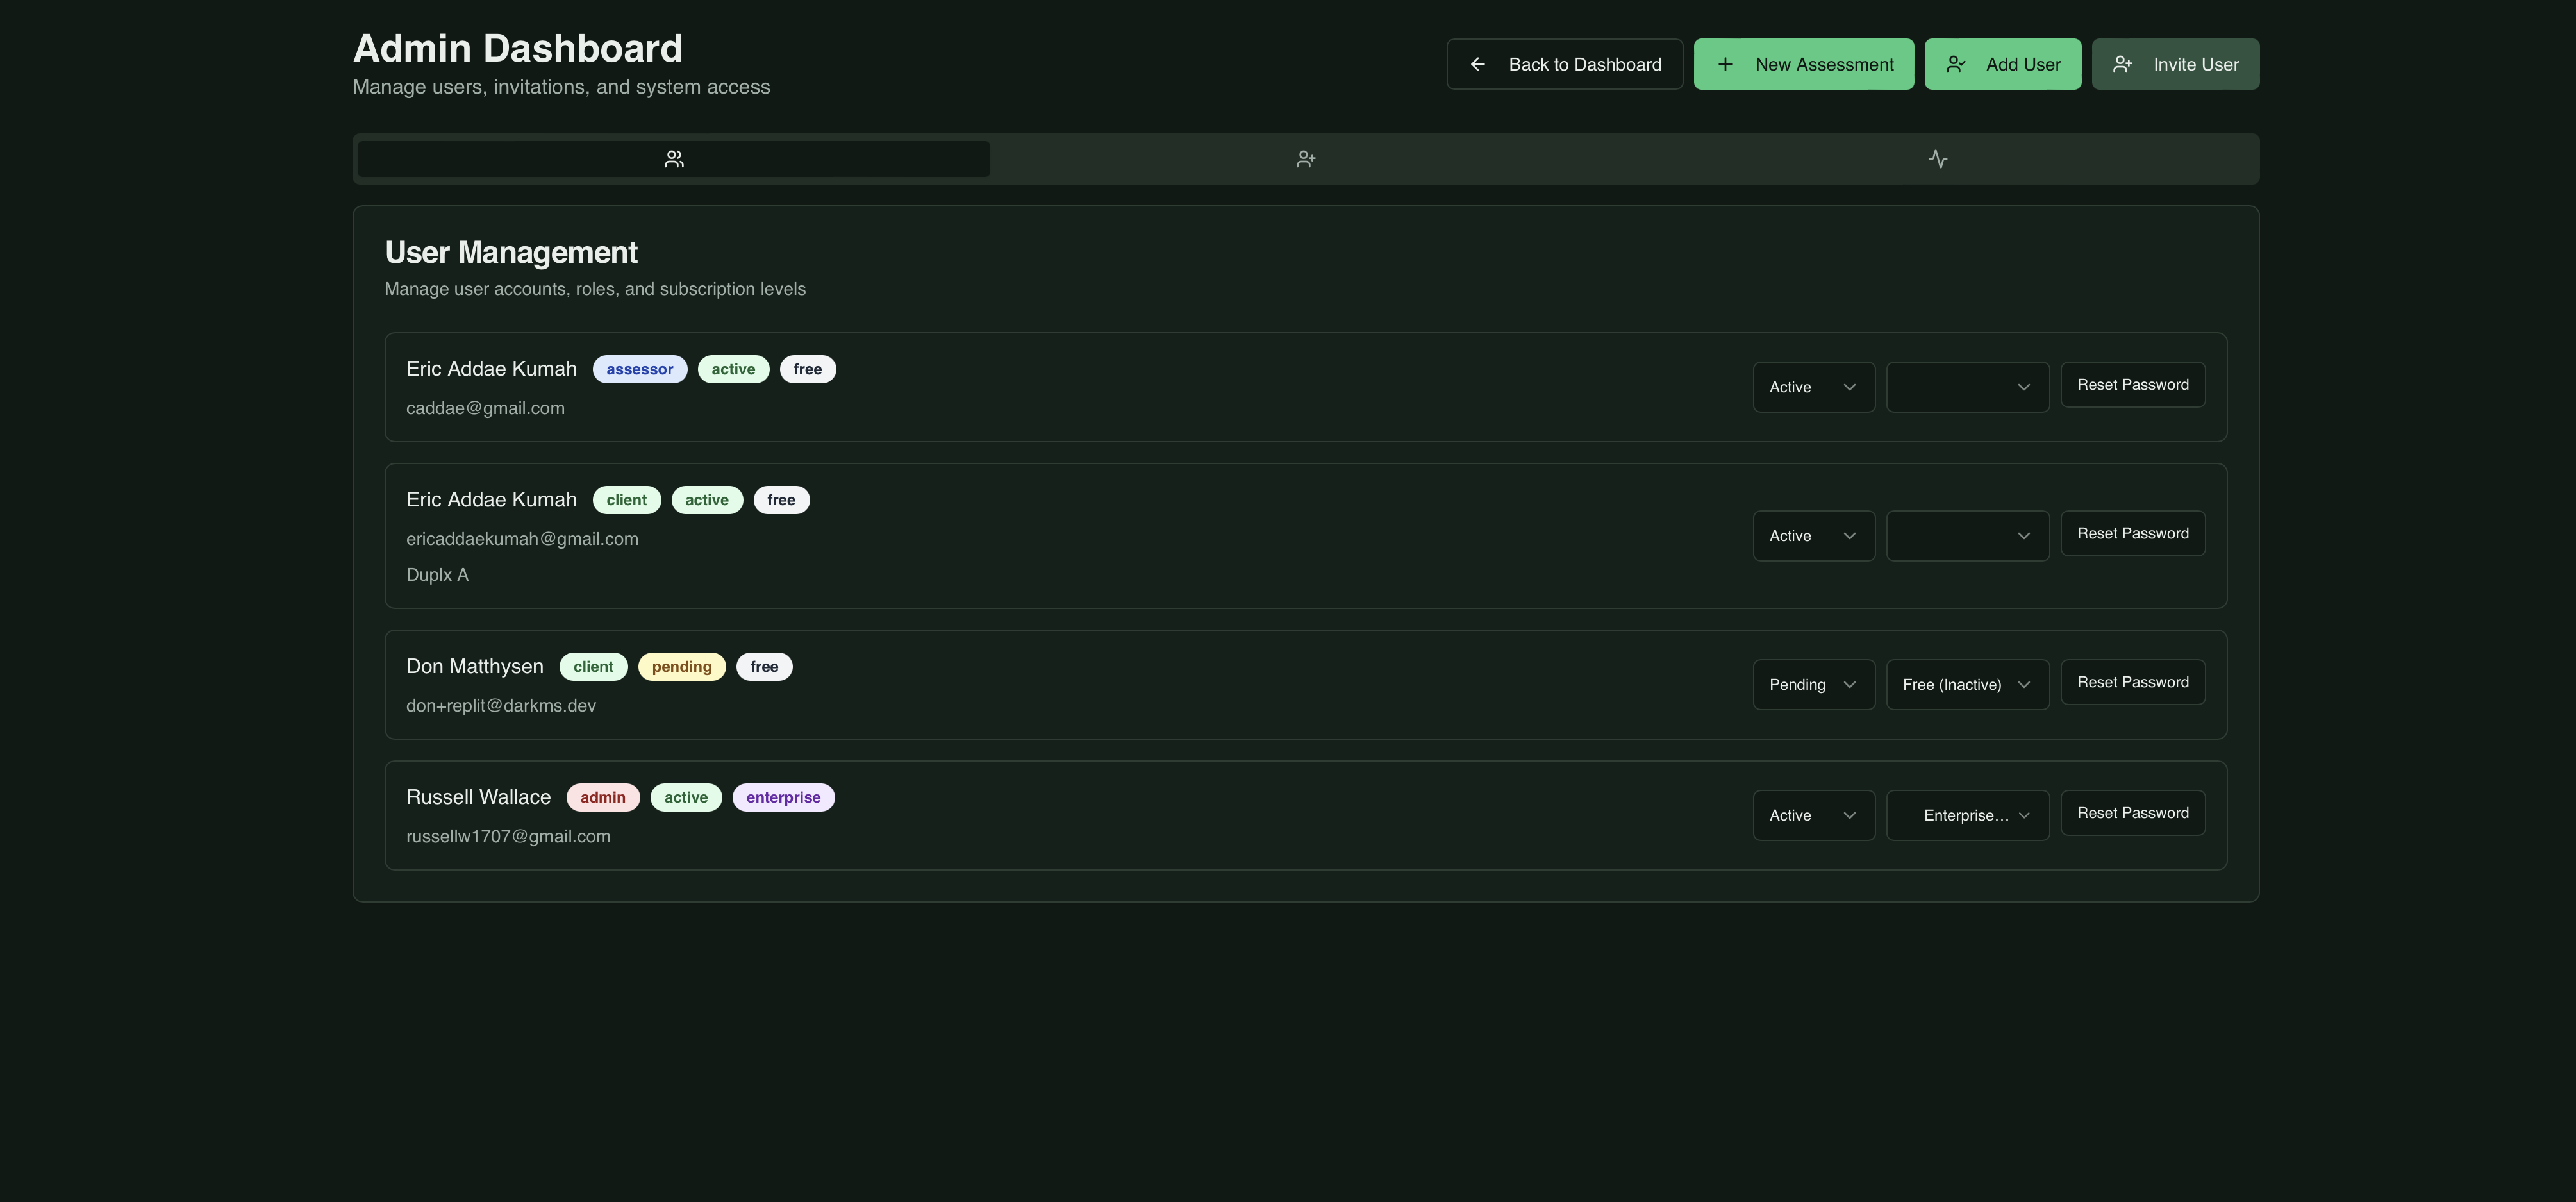 Admin Dashboard
Manage users, invitations, and system access
Back to Dashboard
New Assessment
Add User
Invite User
User Management
Manage user accounts, roles, and subscription levels
Eric Addae Kumah assessor active free
caddae@gmail.com
Active
Reset Password
Eric Addae Kumah client active free
ericaddaekumah@gmail.com
Duplx A
Active
Reset Password
Don Matthysen client pending free
don+replit@darkms.dev
Pending
Free (Inactive)
Reset Password
Russell Wallace admin active enterprise
russellw1707@gmail.com
Active
Enterprise...
Reset Password